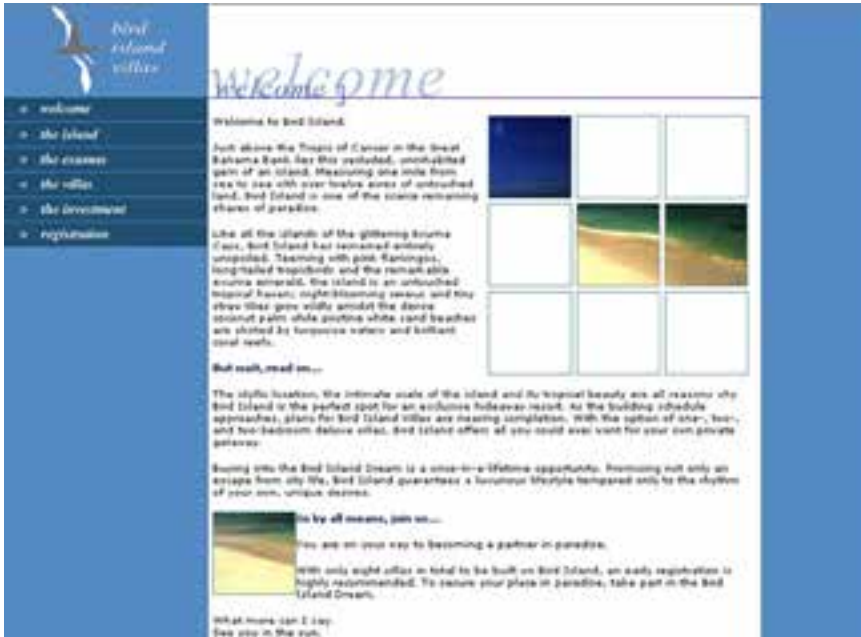 bird
island
villas
welcome
the island
the exumas
the villas
the investment
registration
welcome
welcome
Welcome to Bird Island.
Just above the Tropic of Cancer in the Great
Bahama Bank lies this secluded, uninhabited
gem of an island. Measuring one mile from
sea to sea with over twelve acres of untouched
land, Bird Island is one of the scarce remaining
shares of paradise.
Like all the islands of the glittering Exuma
Cays, Bird Island has remained entirely
unspoiled. Teeming with pink flamingos,
long-tailed tropicbirds and the remarkable
exuma emerald, the island is an untouched
tropical haven; night-blooming cereus and tiny
stray lilies grow wildly amidst the dense
coconut palm while pristine white sand beaches
are skirted by turquoise waters and brilliant
coral reefs.
But wait, read on...
The idyllic location, the intimate scale of the island and its tropical beauty are all reasons why
Bird Island is the perfect spot for an exclusive hideaway resort. As the building schedule
approaches, plans for Bird Island Villas are nearing completion. With the option of one-, two-,
and two-bedroom deluxe villas, Bird Island offers all you could ever want for your own private
getaway.
Buying into the Bird Island Dream is a once-in-a-lifetime opportunity. Promising not only an
escape from city life, Bird Island guarantees a luxurious lifestyle tempered only to the rhythm
of your own, unique desires.
So by all means, join us...
You are on your way to becoming a partner in paradise.
With only eight villas in total to be built on Bird Island, an early registration is
highly recommended. To secure your place in paradise, take part in the Bird
Island Dream.
What more can I say.
See you in the sun.